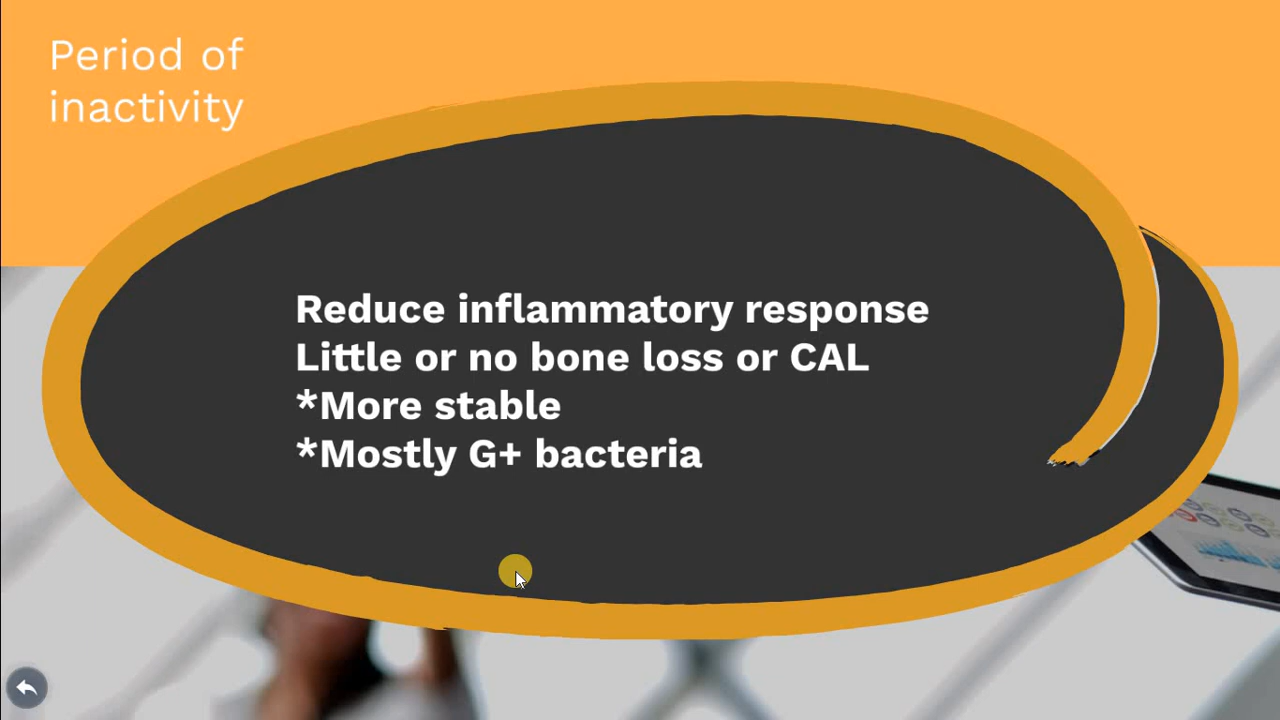 Period of
inactivity
Reduce inflammatory response
Little or no bone loss or CAL
*More stable
*Mostly G+ bacteria